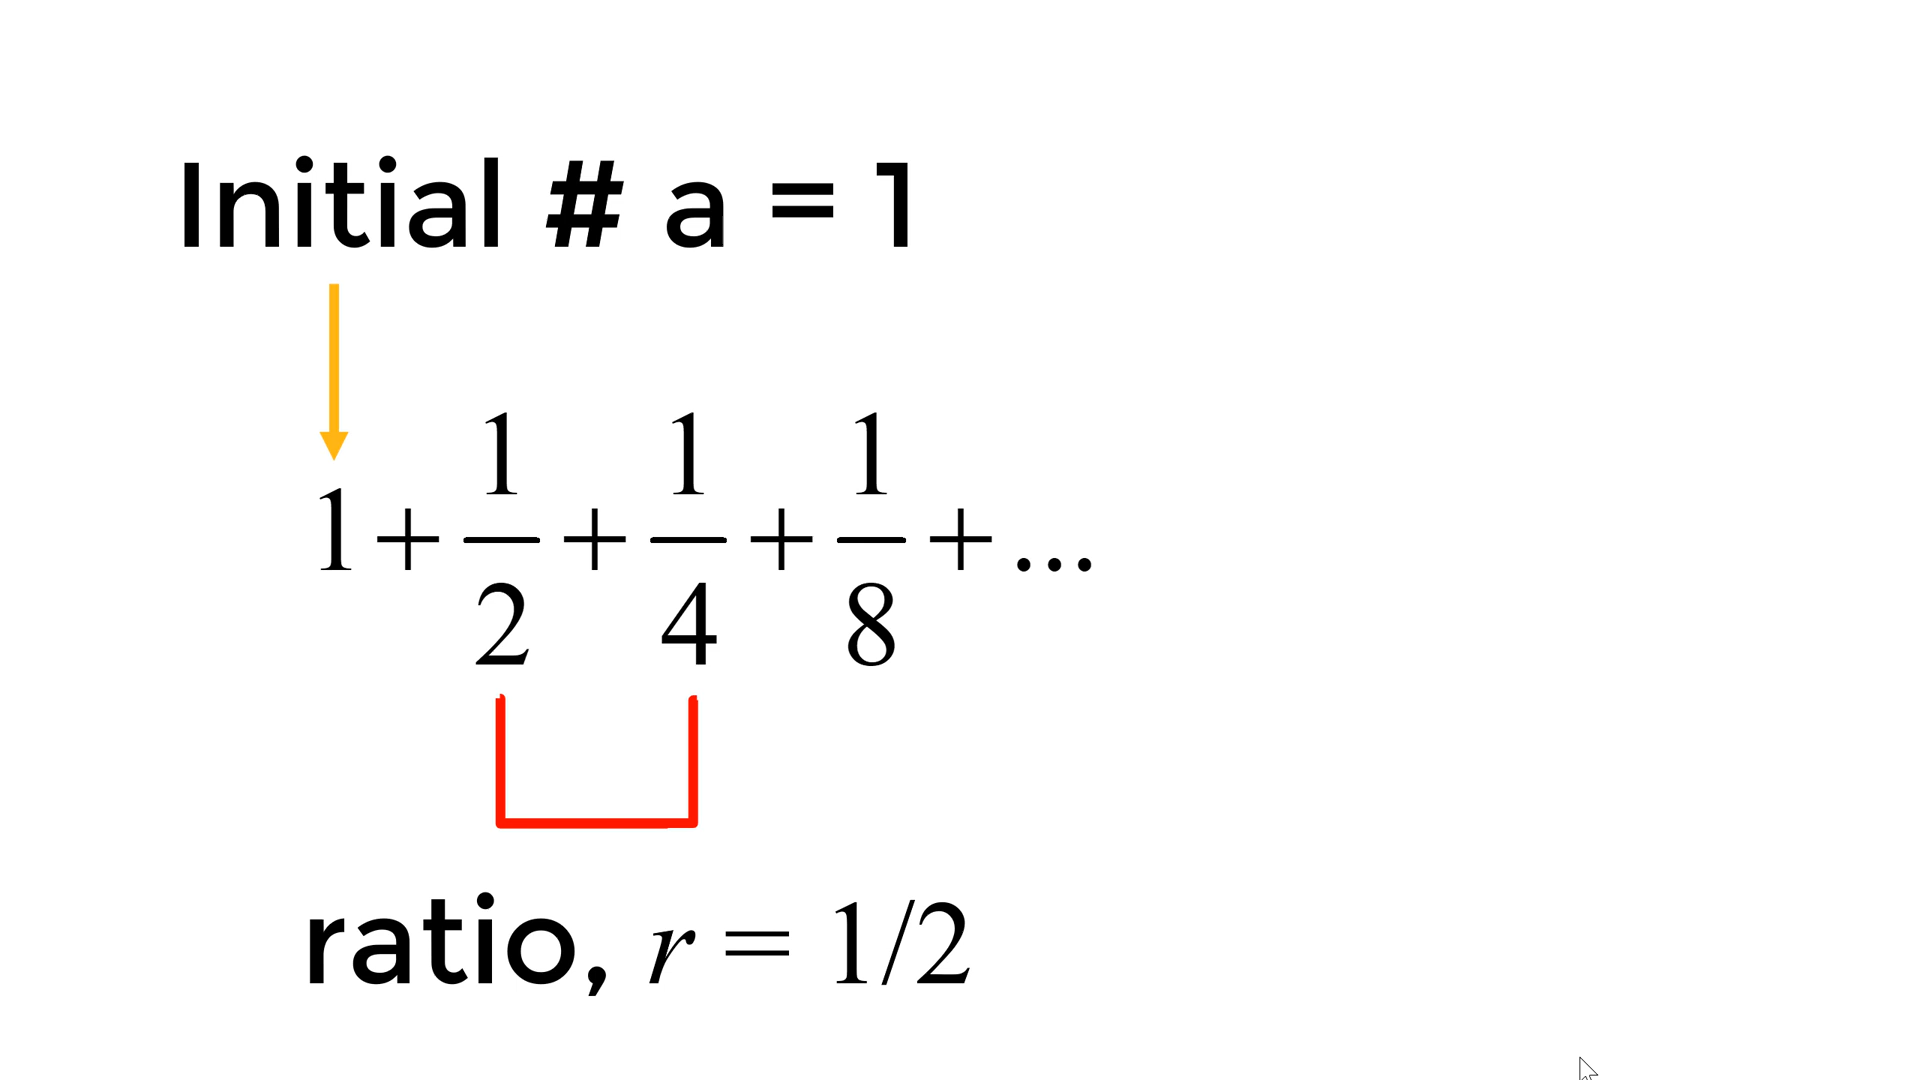 Initial # a = 1
1 + 1/2 + 1/4 + 1/8 + ...
ratio, r = 1/2